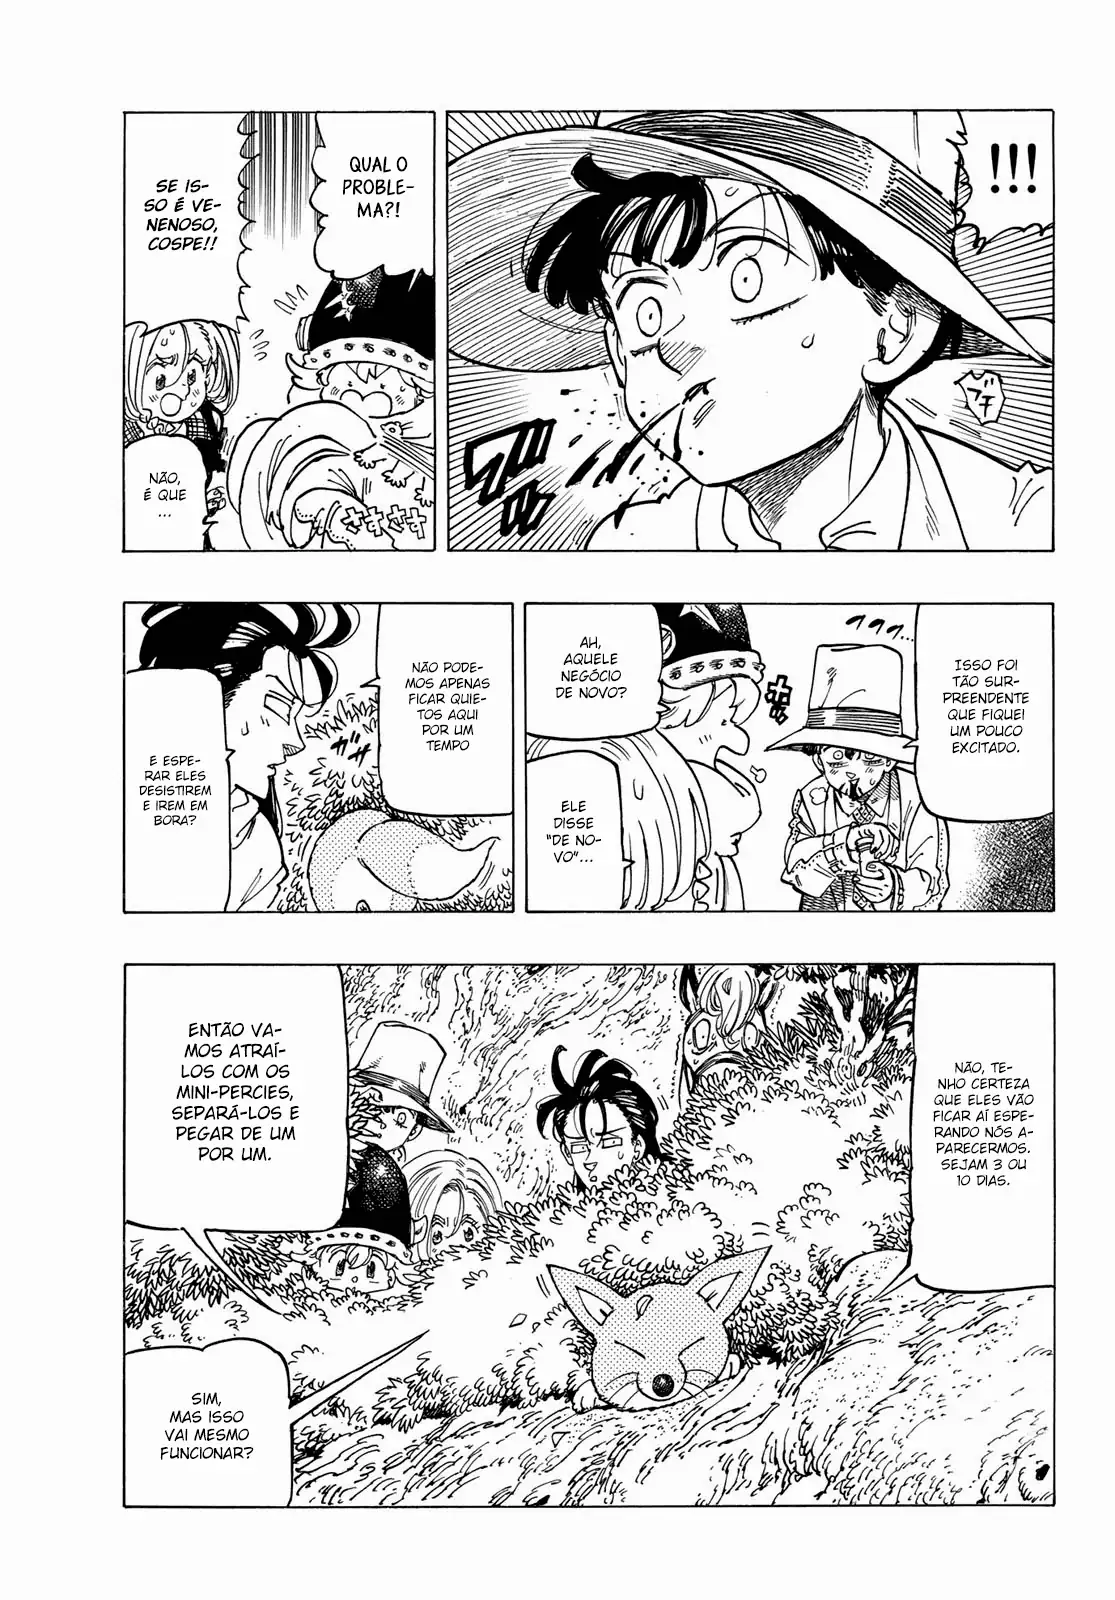 !!!
ブチ
QUAL O
PROBLE-
MA?!
SE IS-
SO É VE-
NENOSO,
COSPE!!
NÃO,
É QUE
...
ISSO FOI
TÃO SUR-
PREENDENTE
QUE FIQUEI
UM POUCO
EXCITADO.
AH,
AQUELE
NEGÓCIO
DE NOVO?
ELE
DISSE
"DE NO-
VO"...
NÃO PODE-
MOS APENAS
FICAR QUIE-
TOS AQUI
POR UM
TEMPO
E ESPE-
RAR ELES
DESISTIREM
E IREM EM-
BORA?
NÃO, TE-
NHO CERTEZA
QUE ELES VÃO
FICAR AÍ ESPE-
RANDO NÓS A-
PARECERMOS.
SEJAM 3 OU
10 DIAS.
ENTÃO VA-
MOS ATRAÍ-
LOS COM OS
MINI-PERCIES,
SEPARÁ-LOS E
PEGAR DE UM
POR UM.
SIM,
MAS ISSO
VAI MESMO
FUNCIONAR?